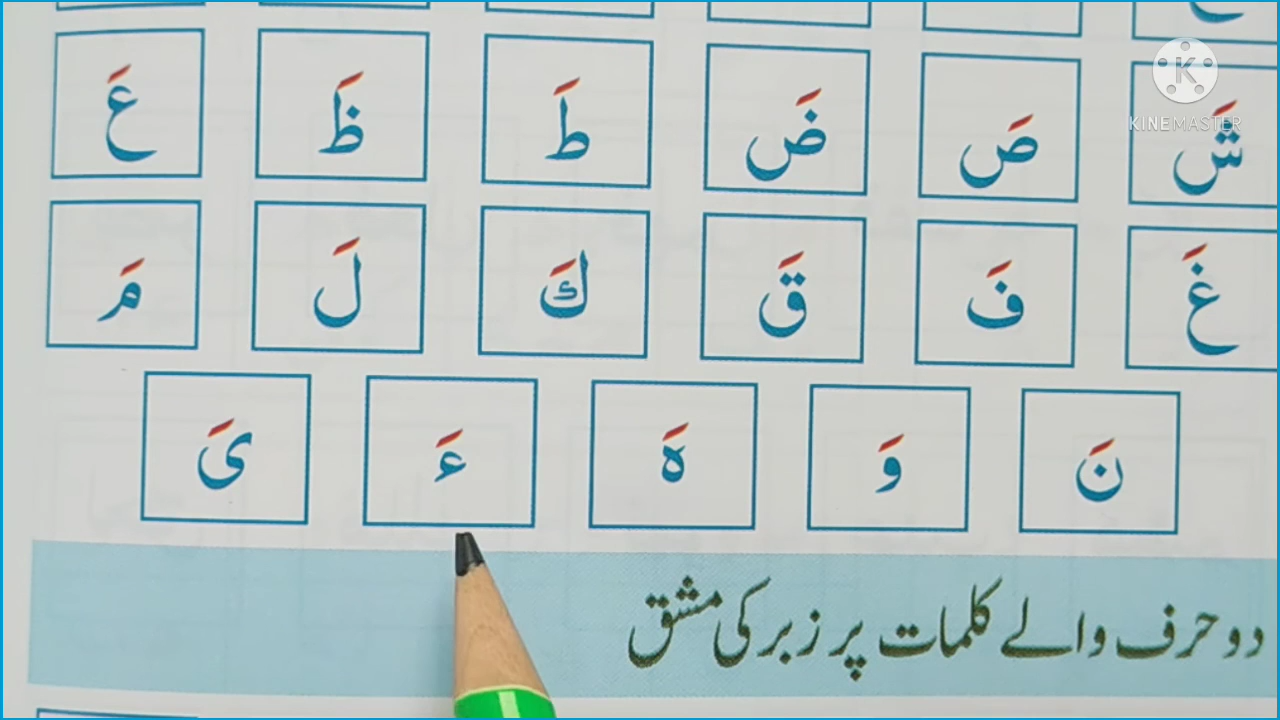 KINEMASTER
شَ صَ ضَ طَ ظَ عَ
غَ فَ قَ كَ لَ مَ
نَ وَ هَ ءَ یَ
دو حرف والے کلمات پر زبر کی مشق